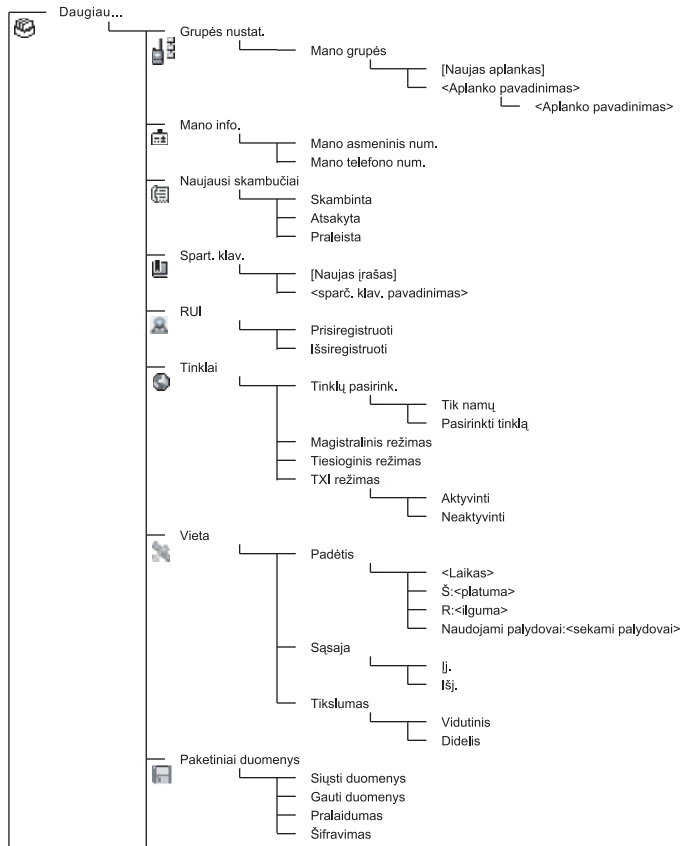 Daugiau...
Grupės nustat.
Mano grupės
[Naujas aplankas]
<Aplanko pavadinimas>
<Aplanko pavadinimas>
Mano info.
Mano asmeninis num.
Mano telefono num.
Naujausi skambučiai
Skambinta
Atsakyta
Praleista
Spart. klav.
[Naujas įrašas]
<sparč. klav. pavadinimas>
RUI
Prisiregistruoti
Išsiregistruoti
Tinklai
Tinklų pasirink.
Tik namų
Pasirinkti tinklą
Magistralinis režimas
Tiesioginis režimas
TXI režimas
Aktyvinti
Neaktyvinti
Vieta
Padėtis
<Laikas>
Š:<platuma>
R:<ilguma>
Naudojami palydovai:<sekami palydovai>
Sąsaja
Įj.
Išj.
Tikslumas
Vidutinis
Didelis
Paketiniai duomenys
Siųsti duomenys
Gauti duomenys
Pralaidumas
Šifravimas